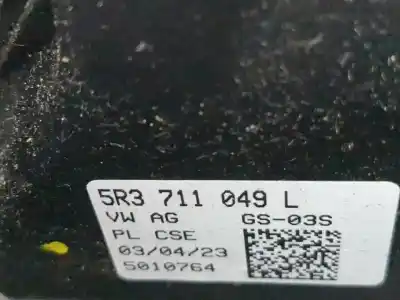 5R3 711 049 L
VW AG GS-03S
PL CSE
03/04/23
5010764